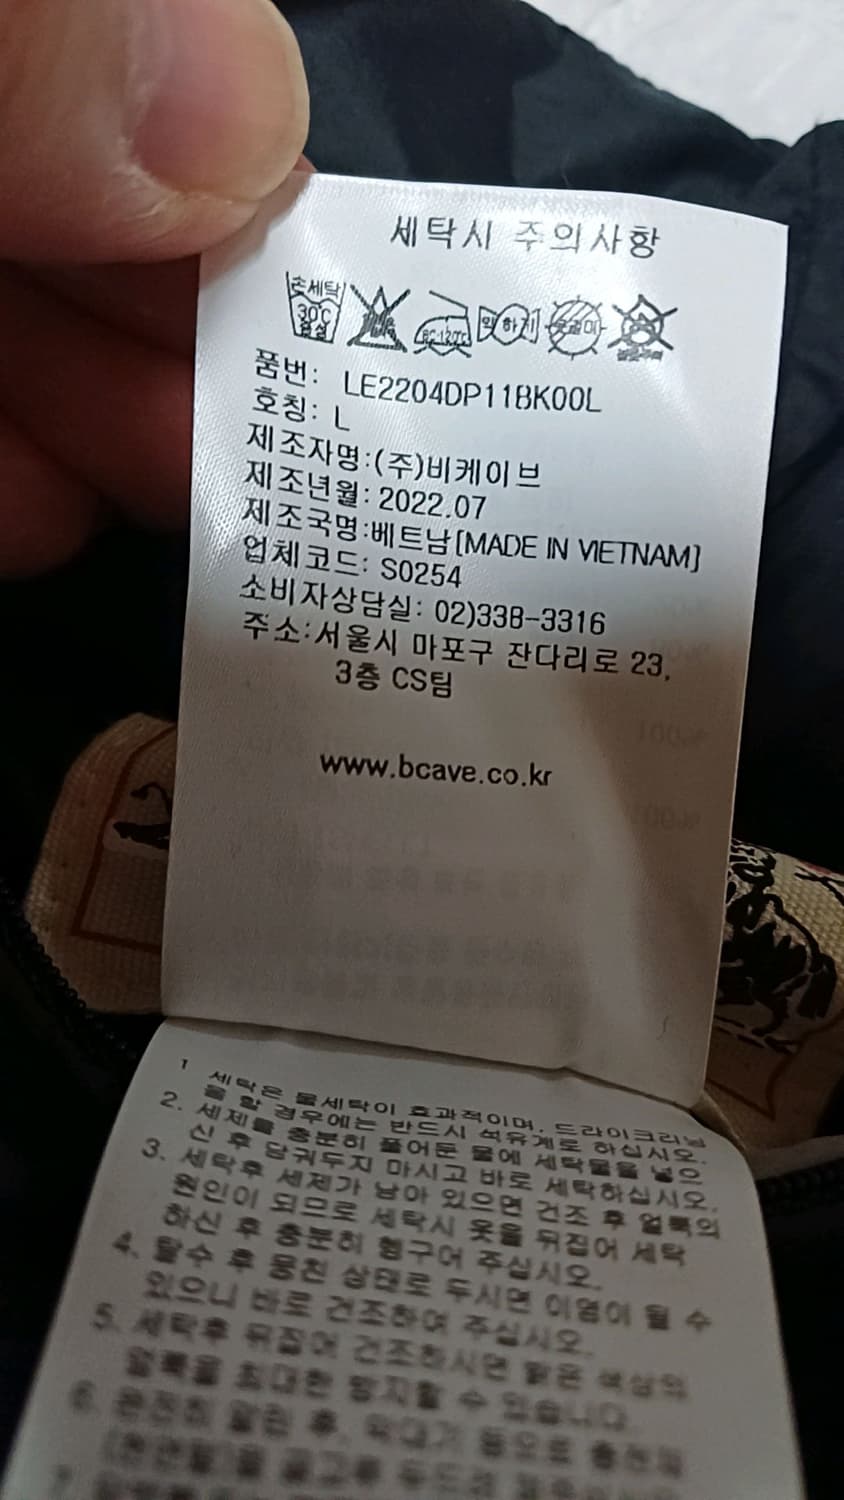 세탁시 주의사항
손세탁
30℃
중성
약하게
옷걸이
품번: LE2204DP11BK00L
호칭: L
제조자명:(주)비케이브
제조년월: 2022.07
제조국명:베트남[MADE IN VIETNAM]
업체코드: S0254
소비자상담실: 02)338-3316
주소:서울시 마포구 잔다리로 23,
3층 CS팀
www.bcave.co.kr
1 세탁은 물세탁이 효과적이며, 드라이크리닝
을 할 경우에는 반드시 석유계로 하십시오.
2. 세제를 충분히 풀어둔 물에 세탁물을 넣으
신 후 담궈두지 마시고 바로 세탁하십시오.
3. 세탁후 세제가 남아 있으면 건조 후 얼룩의
원인이 되므로 세탁시 옷을 뒤집어 세탁
하신 후 충분히 헹구어 주십시오.
4. 탈수 후 뭉친 상태로 두시면 이염이 될 수
있으니 바로 건조하여 주십시오.
5. 세탁후 뒤집어 건조하시면 밝은 색상의
얼룩을 최대한 방지할 수 있습니다.
6. 완전히 말린 후, 막대기 등으로 충전재